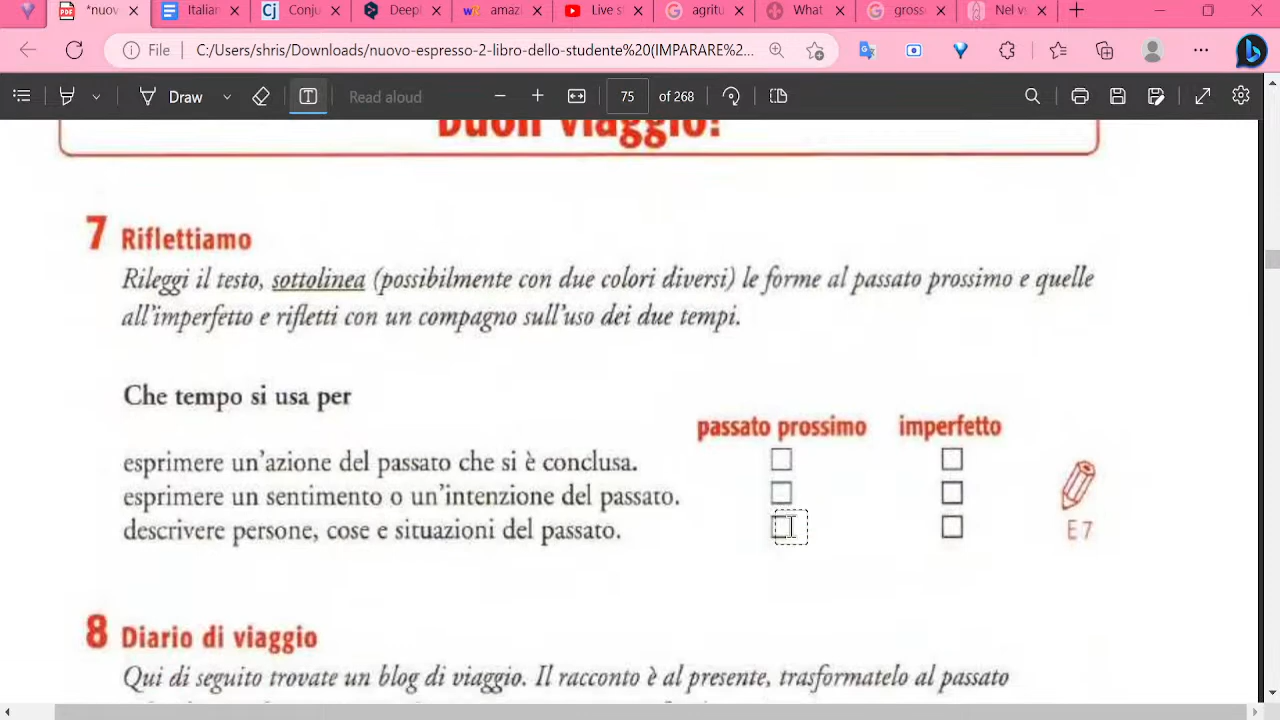 *nuov
Italian
Conju
Deepl
amaz
Live s
agritu
What
gross
Nel v
File
C:/Users/shris/Downloads/nuovo-espresso-2-libro-dello-studente%20(IMPARARE%2...
Draw
Read aloud
75
of 268
Buon viaggio!
7 Riflettiamo
Rileggi il testo, sottolinea (possibilmente con due colori diversi) le forme al passato prossimo e quelle
all'imperfetto e rifletti con un compagno sull'uso dei due tempi.
Che tempo si usa per
passato prossimo imperfetto
esprimere un'azione del passato che si è conclusa.
esprimere un sentimento o un'intenzione del passato.
descrivere persone, cose e situazioni del passato.
E 7
8 Diario di viaggio
Qui di seguito trovate un blog di viaggio. Il racconto è al presente, trasformatelo al passato